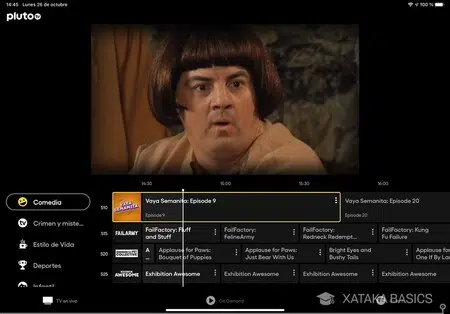 14:45 Lunes 26 de octubre
100 %
pluto tv
14:30 15:00 15:30 16:00
Comedia
510
VAYA SEMANITA
Vaya Semanita: Episode 9
Episode 9
Vaya Semanita: Episode 20
Episode 20
Crimen y miste...
515
FAILARMY
FailFactory: Fluff and Stuff
FailFactory: FelineArmy
FailFactory: Redneck Redempt...
FailFactory: Kung Fu Failure
Estilo de Vida
520
A...
Applause for Paws: Bouquet of Puppies
Applause for Paws: Just Bear With Us
Bright Eyes and Bushy Tails
Applause f
One If By Land
Deportes
525
AWESOME
Exhibition Awesome
Exhibition Awesome
Exhibition Awesome
Exhibition Awesome
Infantil
TV en vivo
On Demand
XATAKA BASICS